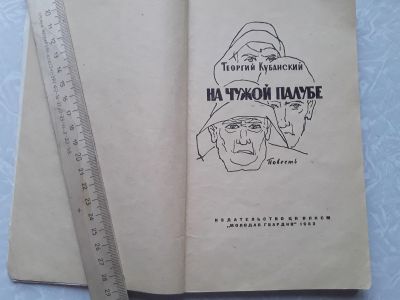 Георгий Кубанский
НА ЧУЖОЙ ПАЛУБЕ
Повесть
ИЗДАТЕЛЬСТВО ЦК ВЛКСМ
„МОЛОДАЯ ГВАРДИЯ" 1963